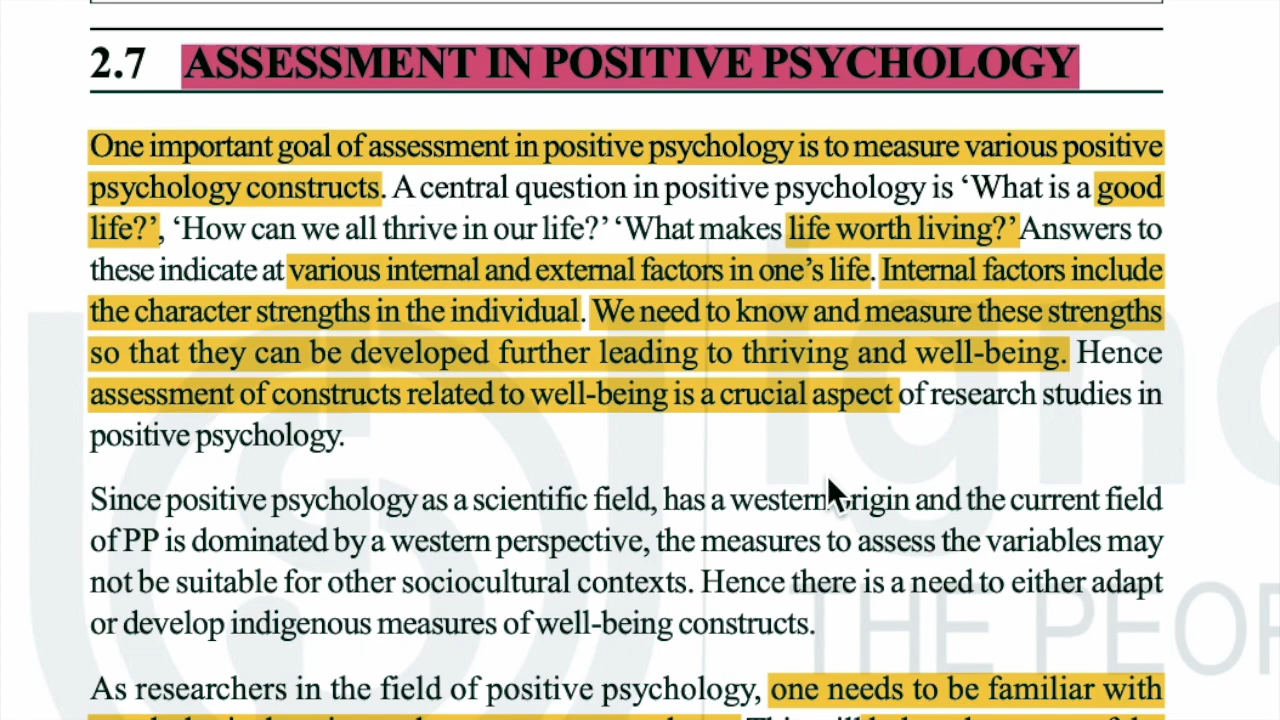 2.7 ASSESSMENT IN POSITIVE PSYCHOLOGY
One important goal of assessment in positive psychology is to measure various positive
psychology constructs. A central question in positive psychology is ‘What is a good
life?’, ‘How can we all thrive in our life?’ ‘What makes life worth living?’ Answers to
these indicate at various internal and external factors in one’s life. Internal factors include
the character strengths in the individual. We need to know and measure these strengths
so that they can be developed further leading to thriving and well-being. Hence
assessment of constructs related to well-being is a crucial aspect of research studies in
positive psychology.
Since positive psychology as a scientific field, has a western origin and the current field
of PP is dominated by a western perspective, the measures to assess the variables may
not be suitable for other sociocultural contexts. Hence there is a need to either adapt
or develop indigenous measures of well-being constructs.
As researchers in the field of positive psychology, one needs to be familiar with
igno
THE PEOP